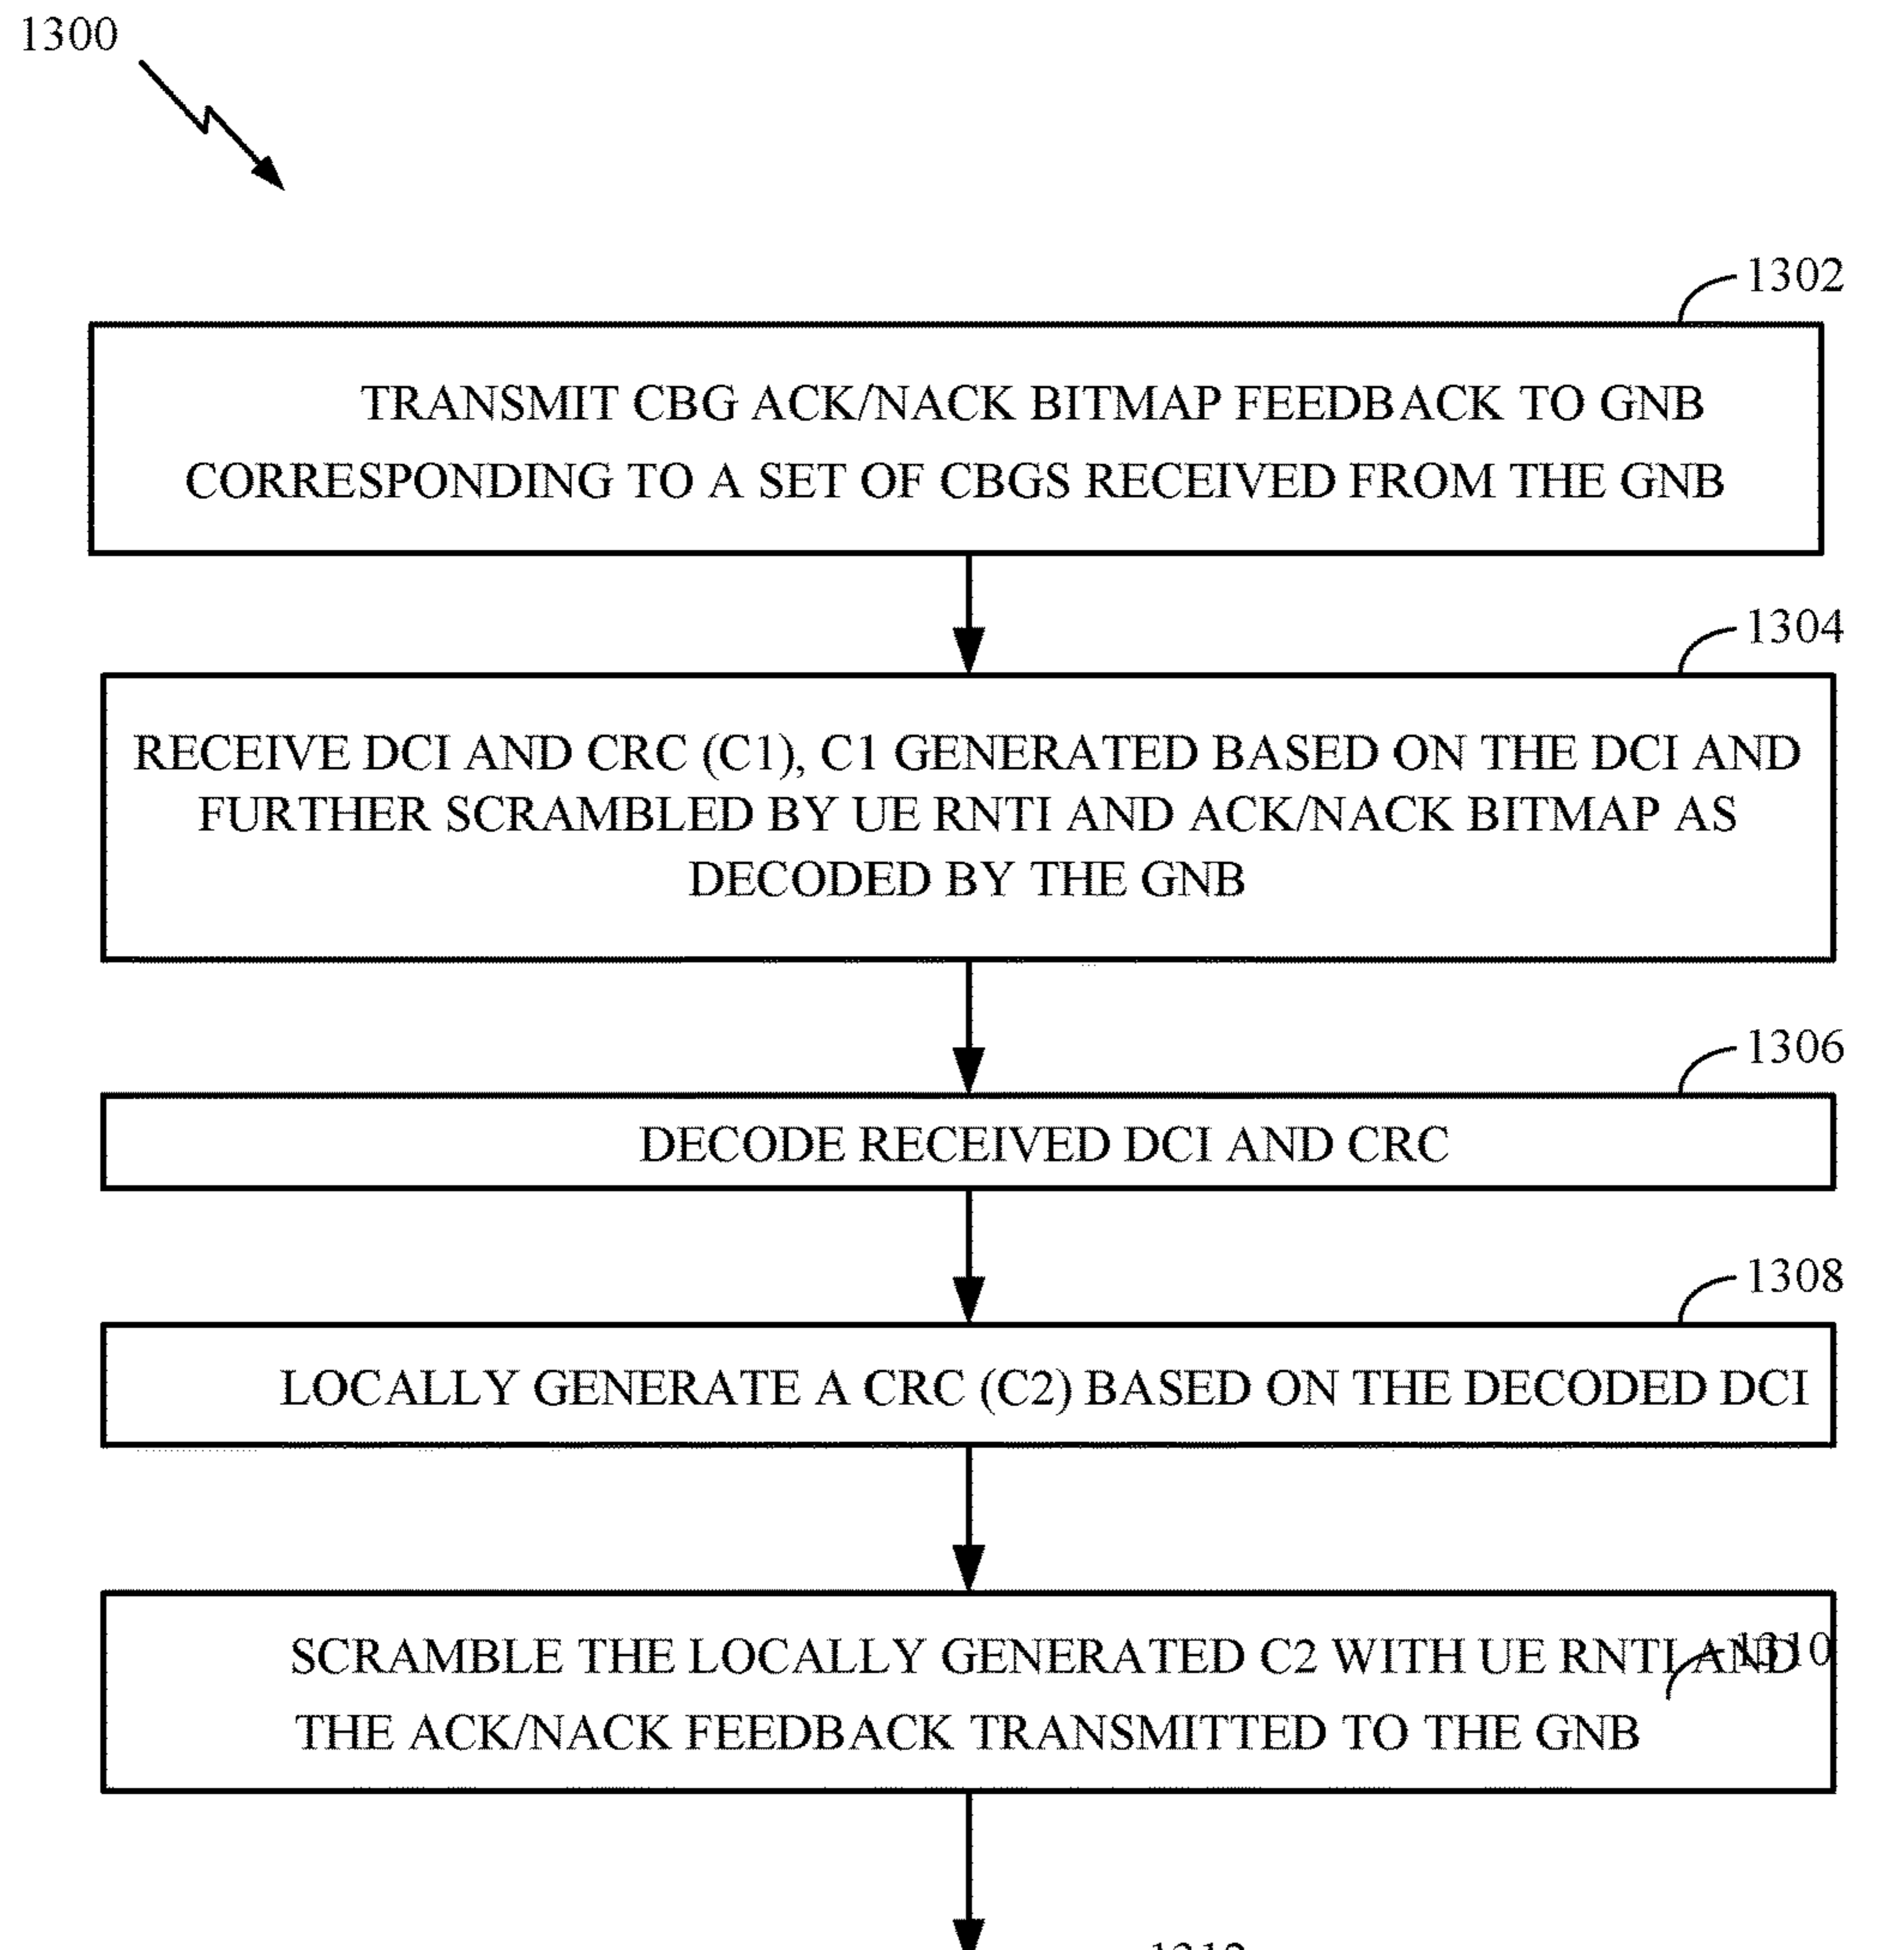 1300
1302
TRANSMIT CBG ACK/NACK BITMAP FEEDBACK TO GNB
CORRESPONDING TO A SET OF CBGS RECEIVED FROM THE GNB
1304
RECEIVE DCI AND CRC (C1), C1 GENERATED BASED ON THE DCI AND
FURTHER SCRAMBLED BY UE RNTI AND ACK/NACK BITMAP AS
DECODED BY THE GNB
1306
DECODE RECEIVED DCI AND CRC
1308
LOCALLY GENERATE A CRC (C2) BASED ON THE DECODED DCI
1310
SCRAMBLE THE LOCALLY GENERATED C2 WITH UE RNTI AND
THE ACK/NACK FEEDBACK TRANSMITTED TO THE GNB